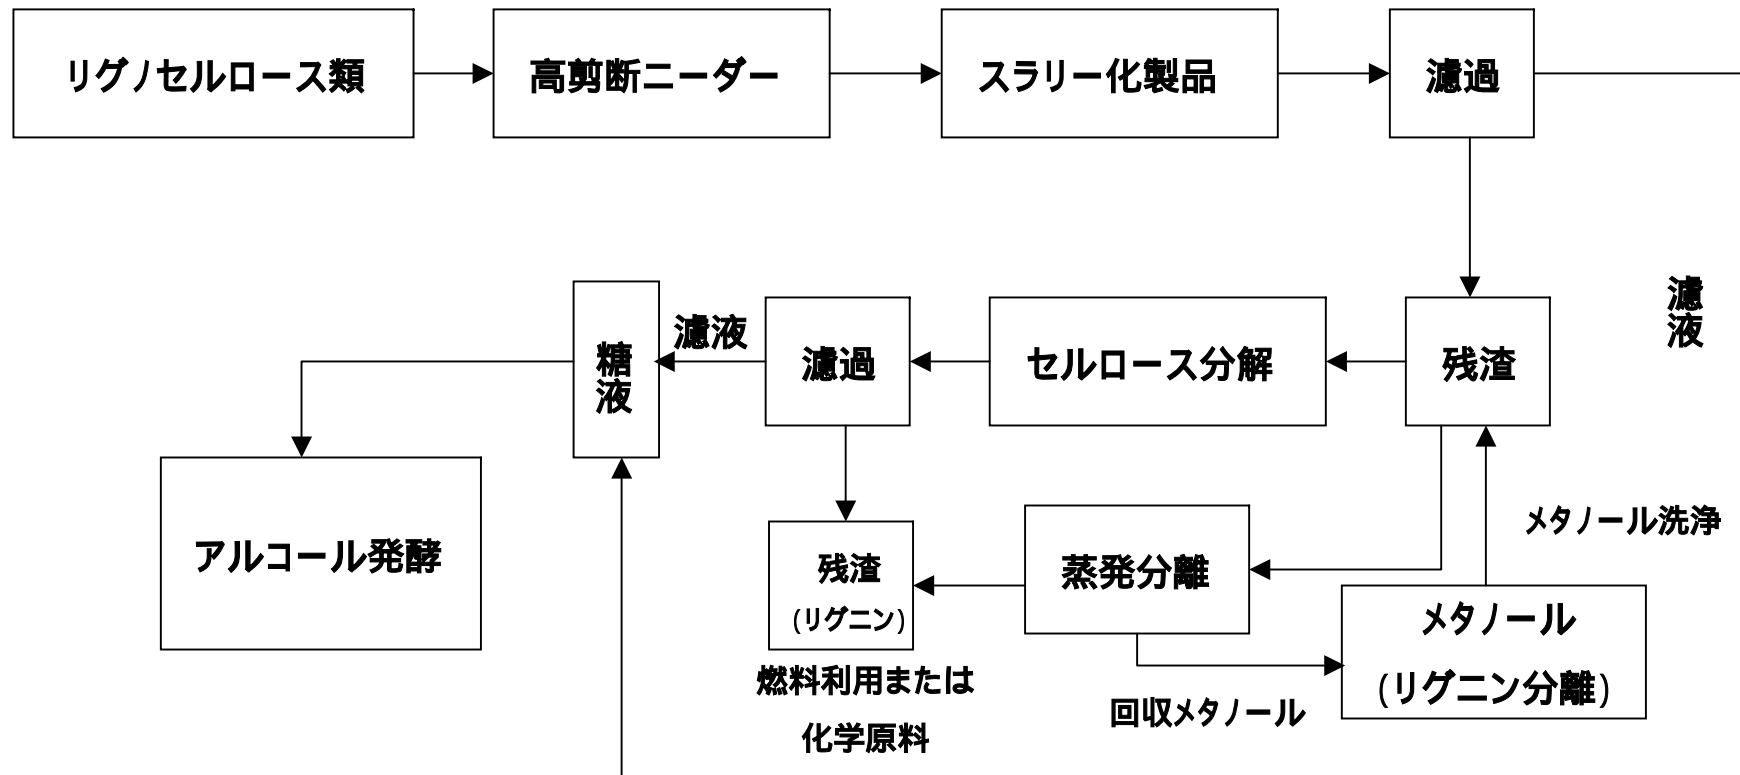 リグノセルロース類
高剪断ニーダー
スラリー化製品
濾過
濾液
糖液
濾液
濾過
セルロース分解
残渣
アルコール発酵
残渣
(リグニン)
燃料利用または
化学原料
蒸発分離
回収メタノール
メタノール洗浄
メタノール
(リグニン分離)